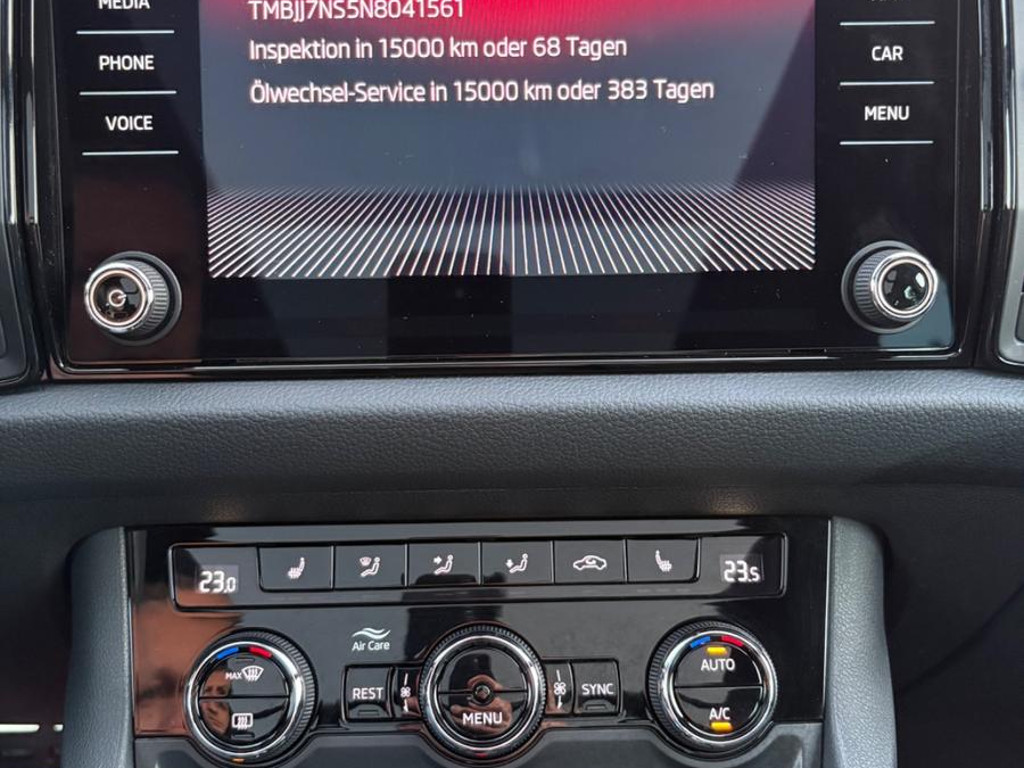 MEDIA
PHONE
VOICE
TMBJJ7NS5N8041561
Inspektion in 15000 km oder 68 Tagen
Ölwechsel-Service in 15000 km oder 383 Tagen
CAR
MENU
23.0
23.5
Air Care
MAX
REST
MENU
SYNC
AUTO
A/C